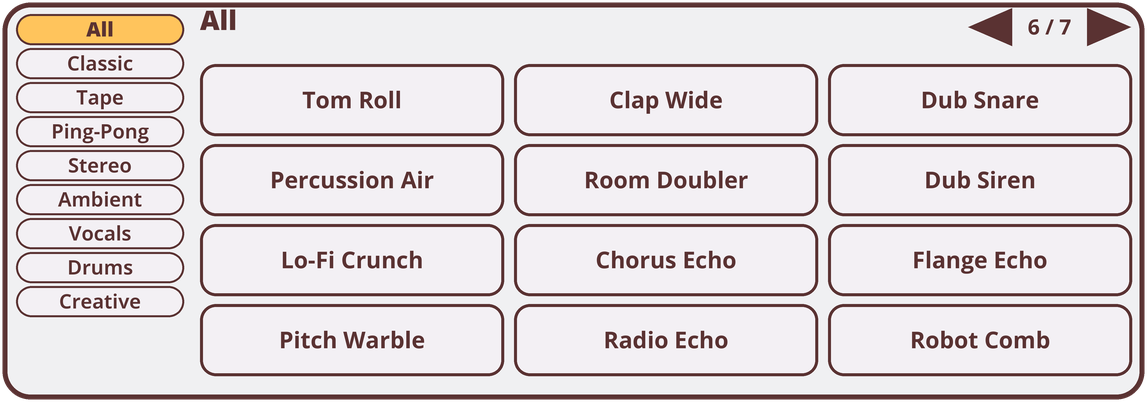 All
Classic
Tape
Ping-Pong
Stereo
Ambient
Vocals
Drums
Creative
All
6 / 7
Tom Roll
Clap Wide
Dub Snare
Percussion Air
Room Doubler
Dub Siren
Lo-Fi Crunch
Chorus Echo
Flange Echo
Pitch Warble
Radio Echo
Robot Comb